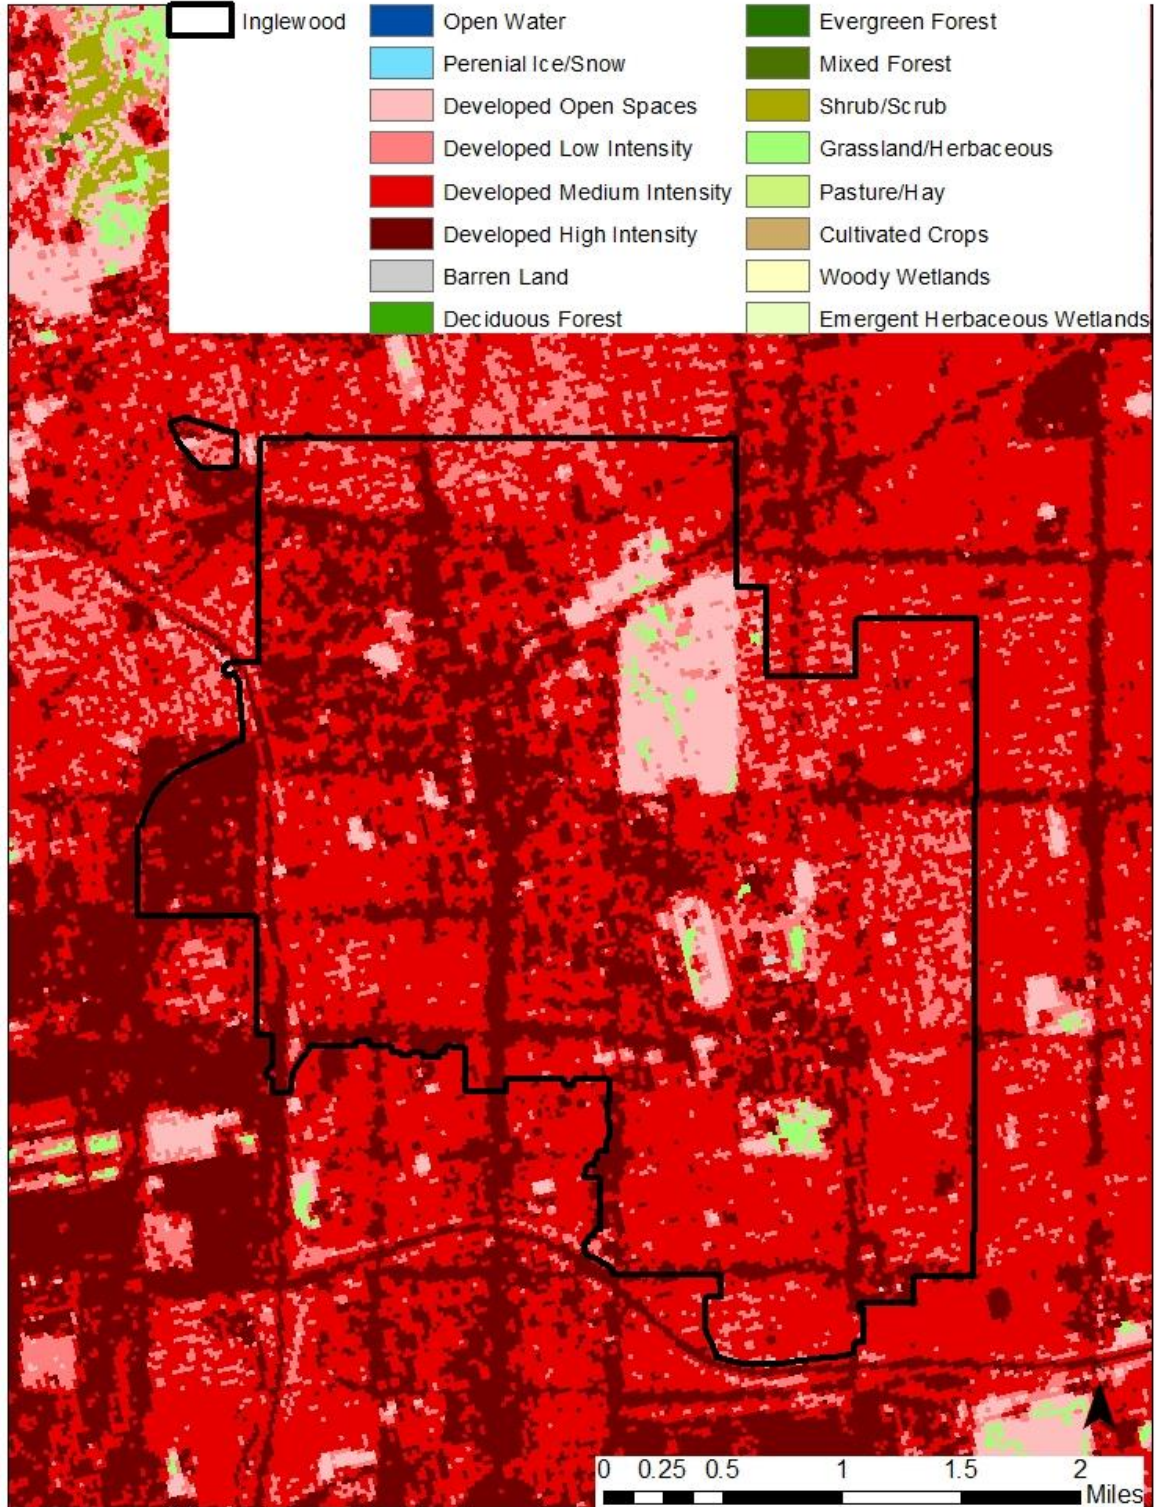 Inglewood
Open Water
Perenial Ice/Snow
Developed Open Spaces
Developed Low Intensity
Developed Medium Intensity
Developed High Intensity
Barren Land
Deciduous Forest
Evergreen Forest
Mixed Forest
Shrub/Scrub
Grassland/Herbaceous
Pasture/Hay
Cultivated Crops
Woody Wetlands
Emergent Herbaceous Wetlands
0 0.25 0.5 1 1.5 2
Miles